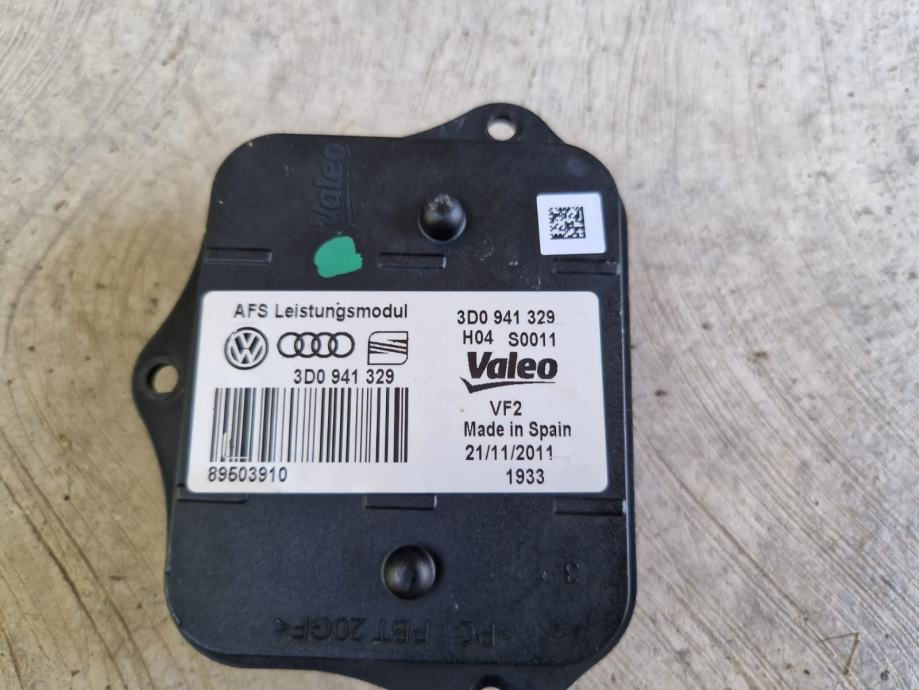 Valeo
AFS Leistungsmodul
3D0 941 329
89503910
3D0 941 329
H04 S0011
Valeo
VF2
Made in Spain
21/11/2011
1933
3
>PC / PBT 20GF<